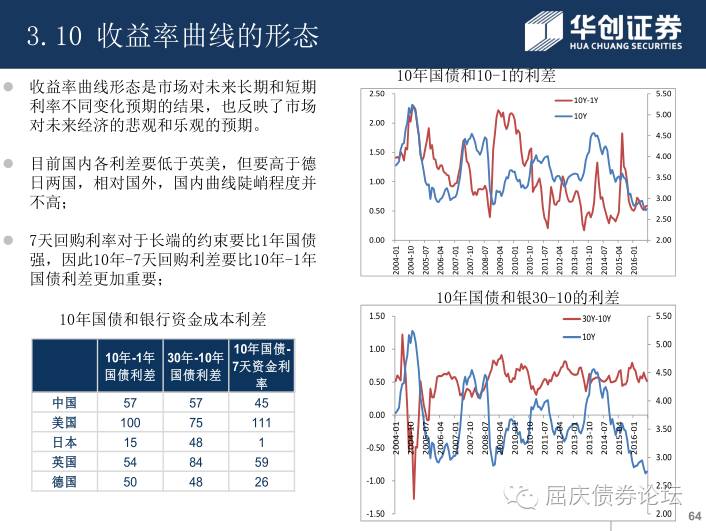 3.10 收益率曲线的形态
华创证券
HUA CHUANG SECURITIES
收益率曲线形态是市场对未来长期和短期
利率不同变化预期的结果，也反映了市场
对未来经济的悲观和乐观的预期。
目前国内各利差要低于英美，但要高于德
日两国，相对国外，国内曲线陡峭程度并
不高；
7天回购利率对于长端的约束要比1年国债
强，因此10年-7天回购利差要比10年-1年
国债利差更加重要；
10年国债和银行资金成本利差
10年-1年国债利差 30年-10年国债利差 10年国债-7天资金利率
中国 57 57 45
美国 100 75 111
日本 15 48 1
英国 54 84 59
德国 50 48 26
10年国债和10-1的利差
10Y-1Y
10Y
2.50 5.50
5.00
2.00 4.50
1.50 4.00
3.50
1.00 3.00
0.50 2.50
0.00 2.00
2004-01 2004-10 2005-07 2006-04 2007-01 2007-10 2008-07 2009-04 2010-01 2010-10 2011-07 2012-04 2013-01 2013-10 2014-07 2015-04 2016-01
10年国债和银30-10的利差
30Y-10Y
10Y
1.50 5.50
1.00 5.00
0.50 4.50
0.00 4.00
-0.50 3.50
3.00
-1.00 2.50
-1.50 2.00
2004-01 2004-10 2005-07 2006-04 2007-01 2007-10 2008-07 2009-04 2010-01 2010-10 2011-07 2012-04 2013-01 2013-10 2014-07 2015-04 2016-01
屈庆债券论坛
64